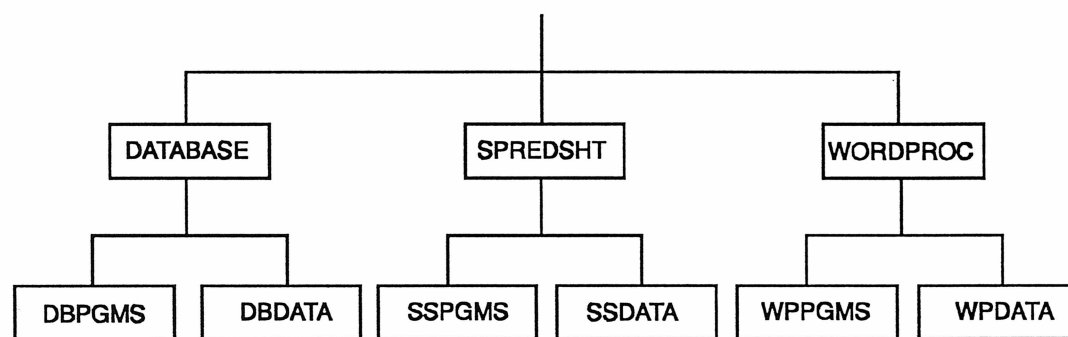 DATABASE SPREDSHT WORDPROC
DBPGMS DBDATA SSPGMS SSDATA WPPGMS WPDATA